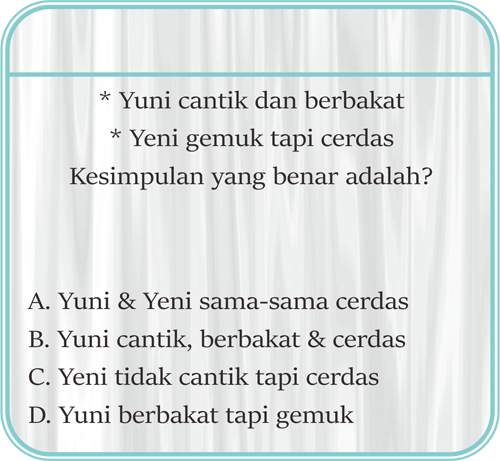 * Yuni cantik dan berbakat
* Yeni gemuk tapi cerdas
Kesimpulan yang benar adalah?
A. Yuni & Yeni sama-sama cerdas
B. Yuni cantik, berbakat & cerdas
C. Yeni tidak cantik tapi cerdas
D. Yuni berbakat tapi gemuk